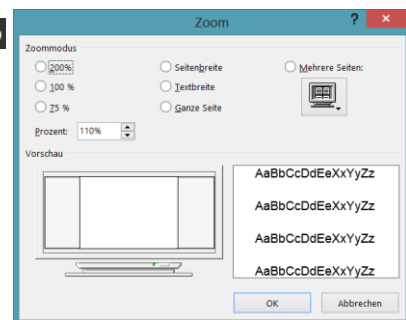 Zoom
Zoommodus
200% Seitenbreite Mehrere Seiten:
100 % Textbreite
75 % Ganze Seite
Prozent: 110%
Vorschau
AaBbCcDdEeXxYyZz
AaBbCcDdEeXxYyZz
AaBbCcDdEeXxYyZz
AaBbCcDdEeXxYyZz
OK Abbrechen